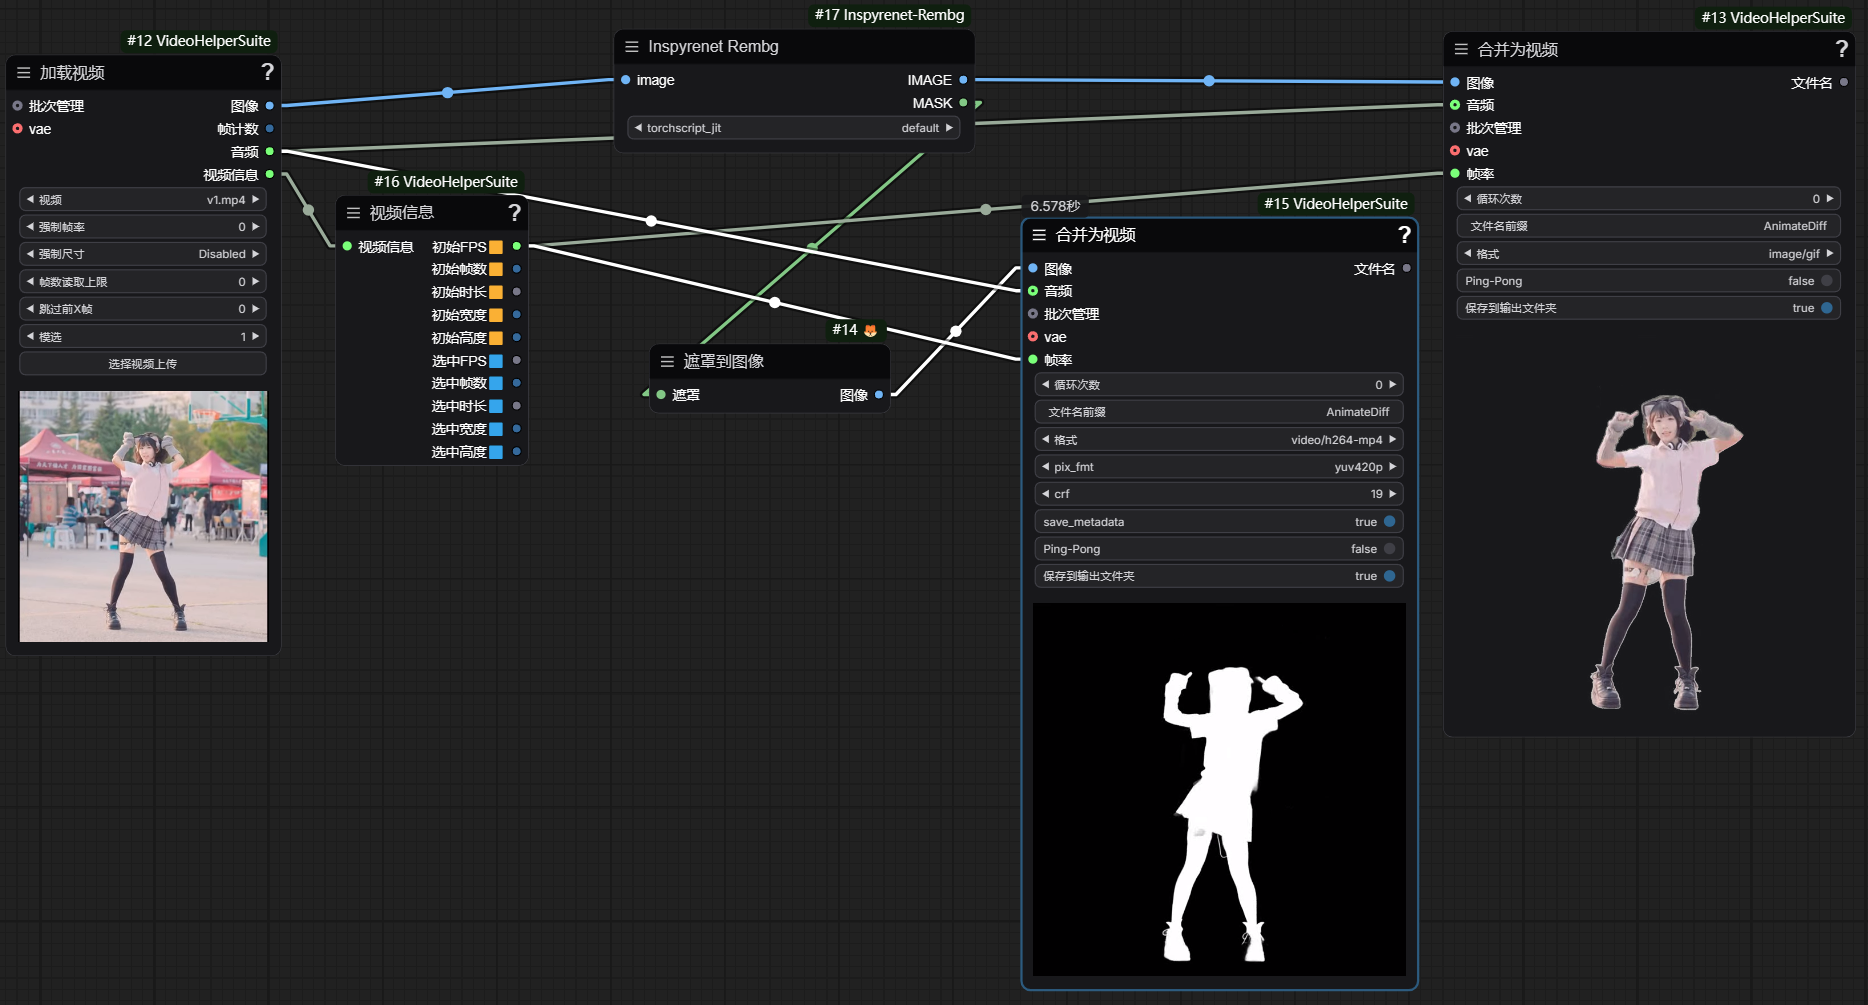 #12 VideoHelperSuite
加载视频 ?
批次管理 图像
vae 帧计数
音频
视频信息
视频 v1.mp4
强制帧率 0
强制尺寸 Disabled
帧数读取上限 0
跳过前X帧 0
模选 1
选择视频上传
#16 VideoHelperSuite
视频信息 ?
视频信息 初始FPS
初始帧数
初始时长
初始宽度
初始高度
选中FPS
选中帧数
选中时长
选中宽度
选中高度
#17 Inspyrenet-Rembg
Inspyrenet Rembg
image IMAGE
MASK
torchscript_jit default
#14
遮罩到图像
遮罩 图像
6.578秒
#15 VideoHelperSuite
合并为视频 ?
图像 文件名
音频
批次管理
vae
帧率
循环次数 0
文件名前缀 AnimateDiff
格式 video/h264-mp4
pix_fmt yuv420p
crf 19
save_metadata true
Ping-Pong false
保存到输出文件夹 true
#13 VideoHelperSuite
合并为视频 ?
图像 文件名
音频
批次管理
vae
帧率
循环次数 0
文件名前缀 AnimateDiff
格式 image/gif
Ping-Pong false
保存到输出文件夹 true